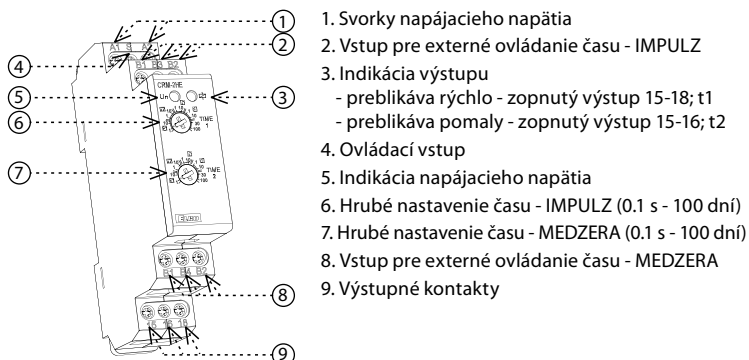 1
2
3
4
5
6
7
8
9
A1 S A
B1 B3 B2
CRM-2HE
Un
TIME
1
TIME
2
B1 B4 B2
1. Svorky napájacieho napätia
2. Vstup pre externé ovládanie času - IMPULZ
3. Indikácia výstupu
- preblikáva rýchlo - zopnutý výstup 15-18; t1
- preblikáva pomaly - zopnutý výstup 15-16; t2
4. Ovládací vstup
5. Indikácia napájacieho napätia
6. Hrubé nastavenie času - IMPULZ (0.1 s - 100 dní)
7. Hrubé nastavenie času - MEDZERA (0.1 s - 100 dní)
8. Vstup pre externé ovládanie času - MEDZERA
9. Výstupné kontakty